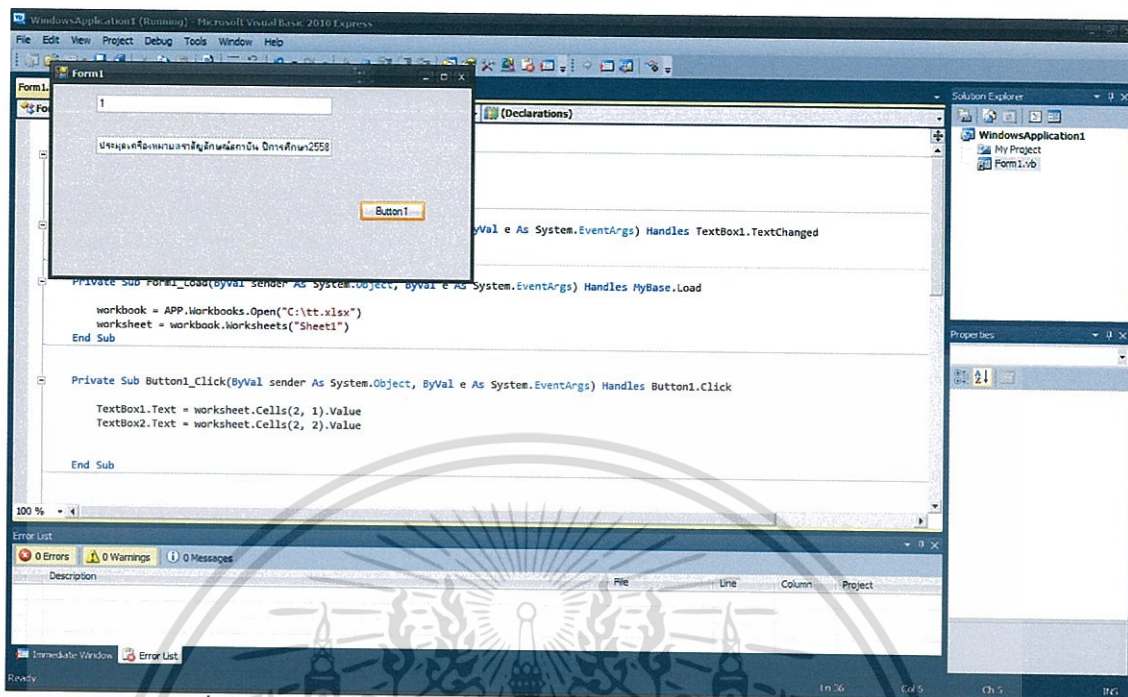 WindowsApplication1 (Running) - Microsoft Visual Basic 2010 Express
File Edit View Project Debug Tools Window Help
Form1
Form1.
(Declarations)
1
ประมูลเครื่องหมายตราสัญลักษณ์สถาบัน ปีการศึกษา2558
Button1
yVal e As System.EventArgs) Handles TextBox1.TextChanged
Private Sub Form1_Load(ByVal sender As System.Object, ByVal e As System.EventArgs) Handles MyBase.Load
workbook = APP.Workbooks.Open("C:\tt.xlsx")
worksheet = workbook.Worksheets("Sheet1")
End Sub
Private Sub Button1_Click(ByVal sender As System.Object, ByVal e As System.EventArgs) Handles Button1.Click
TextBox1.Text = worksheet.Cells(2, 1).Value
TextBox2.Text = worksheet.Cells(2, 2).Value
End Sub
100 %
Solution Explorer
WindowsApplication1
My Project
Form1.vb
Properties
Error List
0 Errors 0 Warnings 0 Messages
Description File Line Column Project
Immediate Window Error List
Ready Ln 36 Col 5 Ch 5 INS